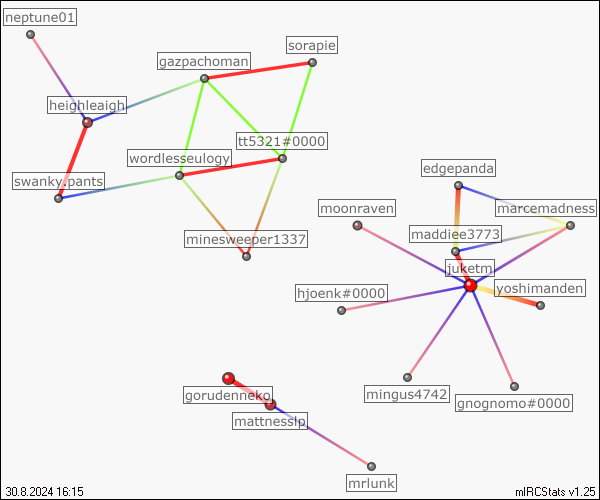 neptune01
sorapie
gazpachoman
heighleaigh
tt5321#0000
wordlesseulogy
edgepanda
swanky.pants
moonraven
marcemadness
maddiee3773
minesweeper1337
juketm
hjoenk#0000
yoshimanden
gorudenneko
mingus4742
gnognomo#0000
mattnesslp
mrlunk
30.8.2024 16:15
mIRCStats v1.25